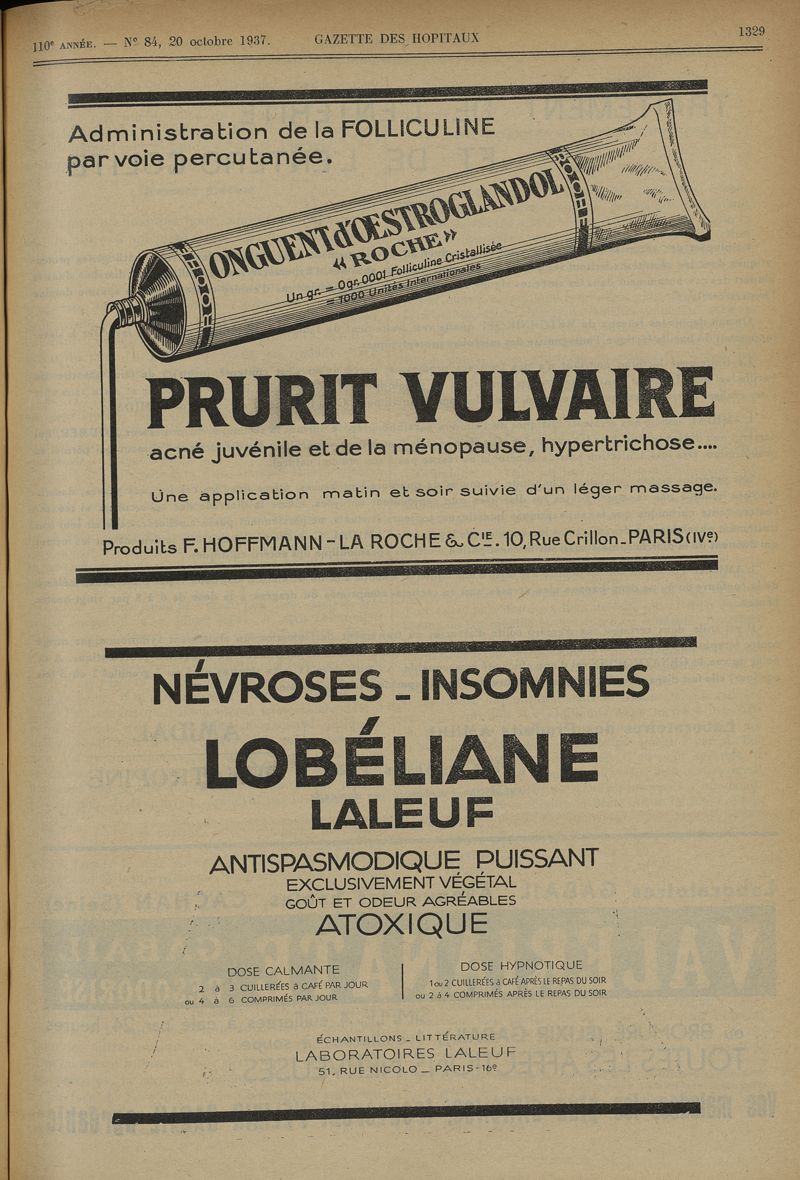 110e ANNÉE. — No 84, 20 octobre 1937. GAZETTE DES HOPITAUX 1329
Administration de la FOLLICULINE
par voie percutanée.
ONGUENT d'ŒSTROGLANDOL
« ROCHE »
Un gr. = 0gr.0001 Folliculine Cristallisée
= 1000 Unités Internationales
PRURIT VULVAIRE
acné juvénile et de la ménopause, hypertrichose....
Une application matin et soir suivie d'un léger massage.
Produits F. HOFFMANN - LA ROCHE & CIE. 10, Rue Crillon_PARIS (IVe)
NÉVROSES _ INSOMNIES
LOBÉLIANE
LALEUF
ANTISPASMODIQUE PUISSANT
EXCLUSIVEMENT VÉGÉTAL
GOÛT ET ODEUR AGRÉABLES
ATOXIQUE
DOSE CALMANTE
2 à 3 CUILLERÉES à CAFÉ PAR JOUR
ou 4 à 6 COMPRIMÉS PAR JOUR
DOSE HYPNOTIQUE
1 ou 2 CUILLERÉES à CAFÉ APRÈS LE REPAS DU SOIR
ou 2 à 4 COMPRIMÉS APRÈS LE REPAS DU SOIR
ÉCHANTILLONS _ LITTÉRATURE
LABORATOIRES LALEUF
51, RUE NICOLO _ PARIS-16e